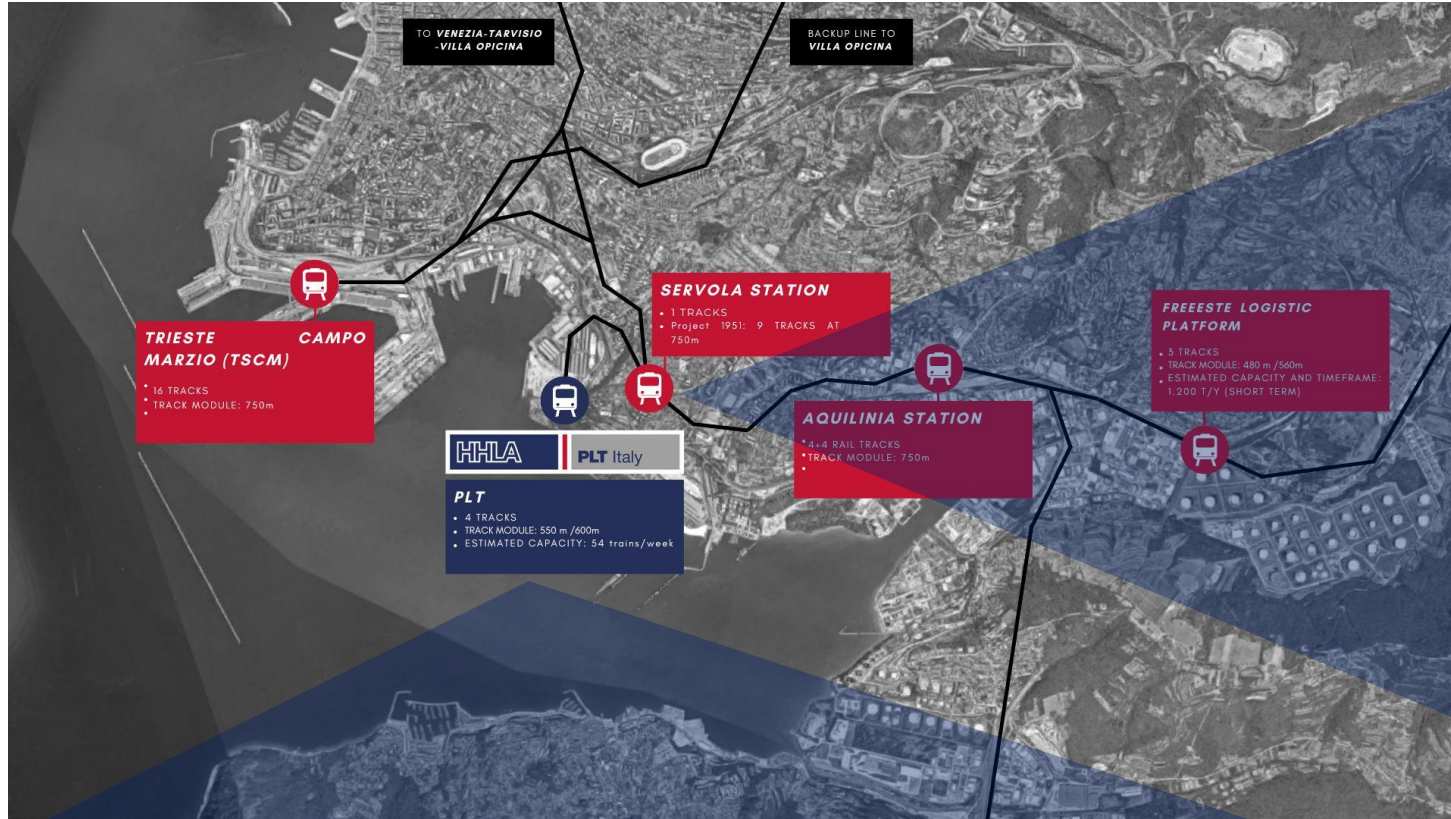 TO VENEZIA-TARVISIO
-VILLA OPICINA
BACKUP LINE TO
VILLA OPICINA
TRIESTE CAMPO
MARZIO (TSCM)
• 16 TRACKS
• TRACK MODULE: 750m
SERVOLA STATION
• 1 TRACKS
• Project 1951: 9 TRACKS AT
750m
HHLA PLT Italy
PLT
• 4 TRACKS
• TRACK MODULE: 550 m /600m
• ESTIMATED CAPACITY: 54 trains/week
AQUILINIA STATION
• 4+4 RAIL TRACKS
• TRACK MODULE: 750m
FREEESTE LOGISTIC
PLATFORM
• 3 TRACKS
• TRACK MODULE: 480 m /560m
• ESTIMATED CAPACITY AND TIMEFRAME:
1.200 T/Y (SHORT TERM)